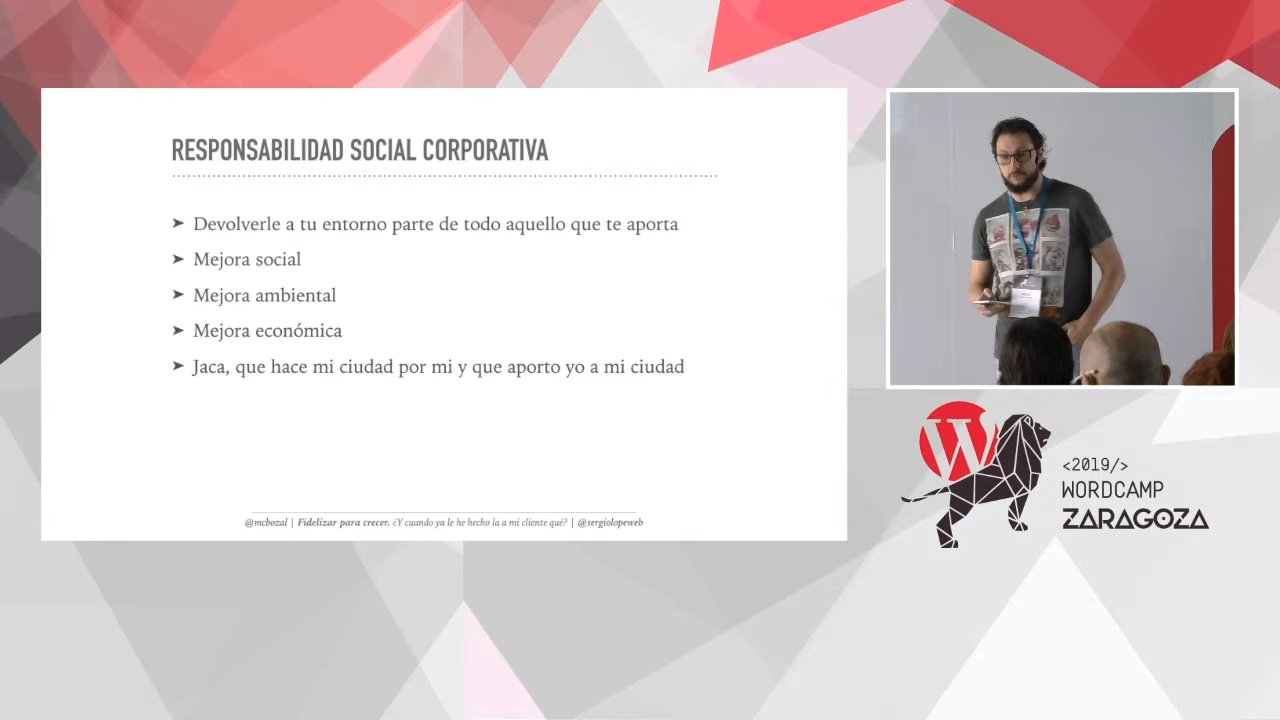 RESPONSABILIDAD SOCIAL CORPORATIVA
➤ Devolverle a tu entorno parte de todo aquello que te aporta
➤ Mejora social
➤ Mejora ambiental
➤ Mejora económica
➤ Jaca, que hace mi ciudad por mi y que aporto yo a mi ciudad
@mcbozal | Fidelizar para crecer. ¿Y cuando ya le he hecho la a mi cliente qué? | @sergiolopeweb
W
<2019/>
WORDCAMP
ZARAGOZA